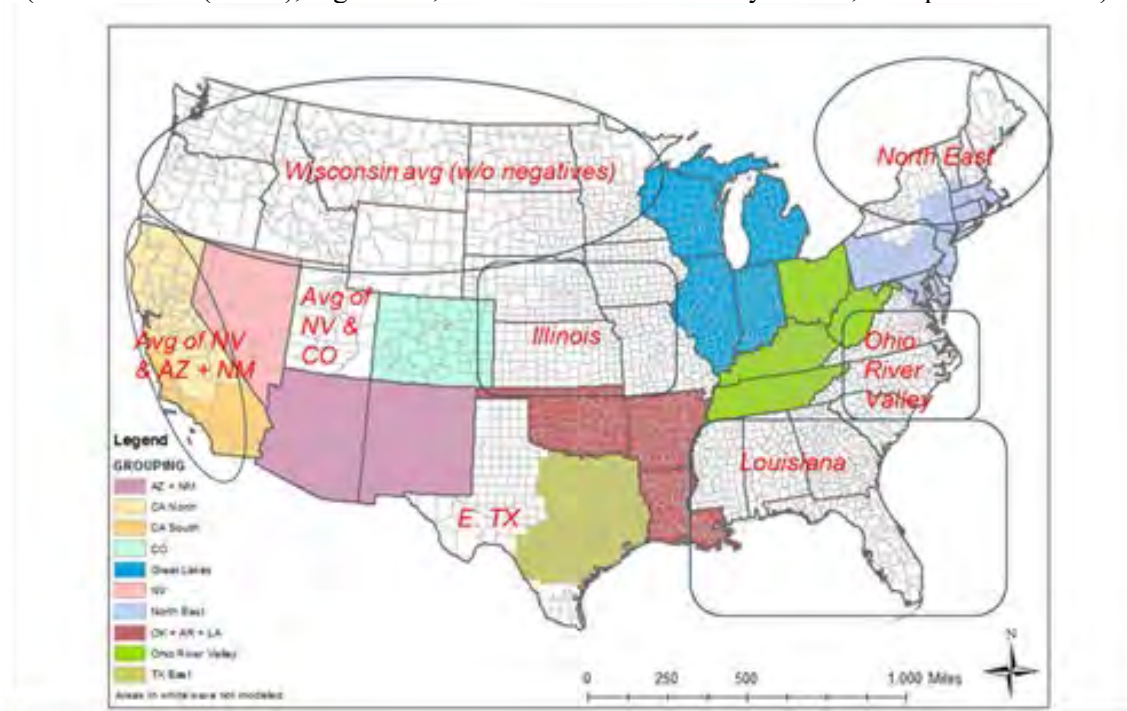 Wisconsin avg (w/o negatives)
North East
Avg of
NV &
CO
Illinois
Avg of NV
& AZ + NM
Ohio
River
Valley
Louisiana
E. TX
Legend
GROUPING
AZ + NM
CA North
CA South
CO
Great Lakes
NV
North East
OK + AR + LA
Ohio River Valley
TX East
Areas in white were not modeled
N
0 250 500 1,000 Miles